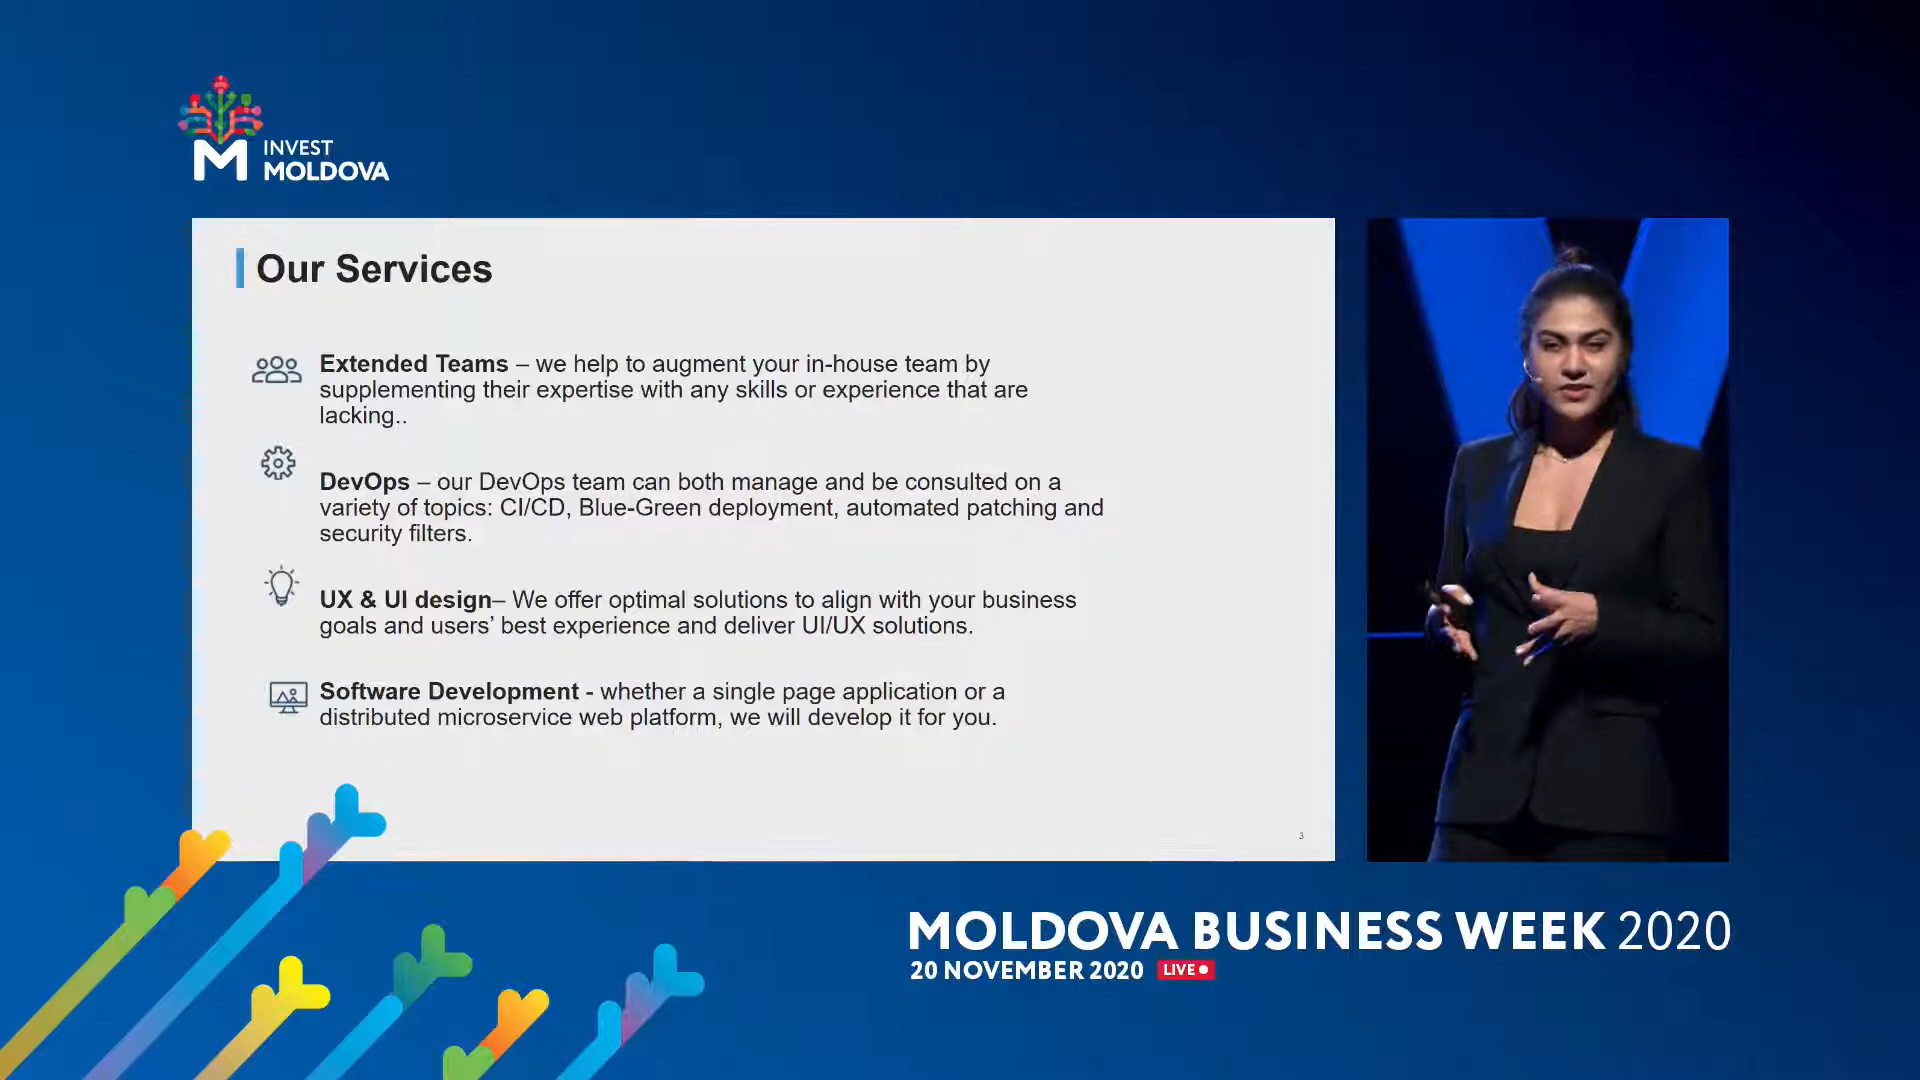 INVEST
M MOLDOVA
Our Services
Extended Teams – we help to augment your in-house team by
supplementing their expertise with any skills or experience that are
lacking..
DevOps – our DevOps team can both manage and be consulted on a
variety of topics: CI/CD, Blue-Green deployment, automated patching and
security filters.
UX & UI design– We offer optimal solutions to align with your business
goals and users’ best experience and deliver UI/UX solutions.
Software Development - whether a single page application or a
distributed microservice web platform, we will develop it for you.
3
MOLDOVA BUSINESS WEEK 2020
20 NOVEMBER 2020 LIVE